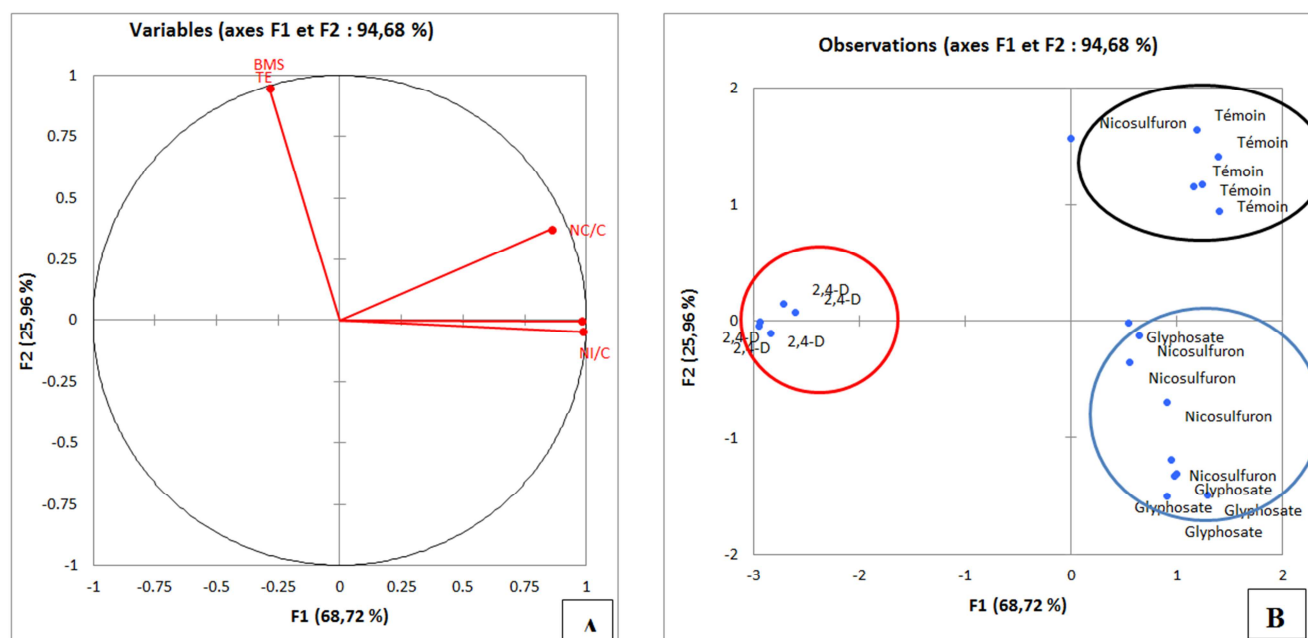 Variables (axes F1 et F2 : 94,68 %)
BMS
TE
1
0.75
0.5
0.25
0
-0.25
-0.5
-0.75
-1
NC/C
NI/C
F2 (25,96 %)
-1
-0.75
-0.5
-0.25
0
0.25
0.5
0.75
1
F1 (68,72 %)
A
Observations (axes F1 et F2 : 94,68 %)
2
1
0
-1
-2
F2 (25,96 %)
Nicosulfuron
Témoin
Témoin
Témoin
Témoin
Témoin
2,4-D
2,4-D
2,4-D
2,4-D
2,4-D
Glyphosate
Nicosulfuron
Nicosulfuron
Nicosulfuron
Nicosulfuron
Glyphosate
Glyphosate
Glyphosate
Glyphosate
-3
-2
-1
0
1
2
F1 (68,72 %)
B